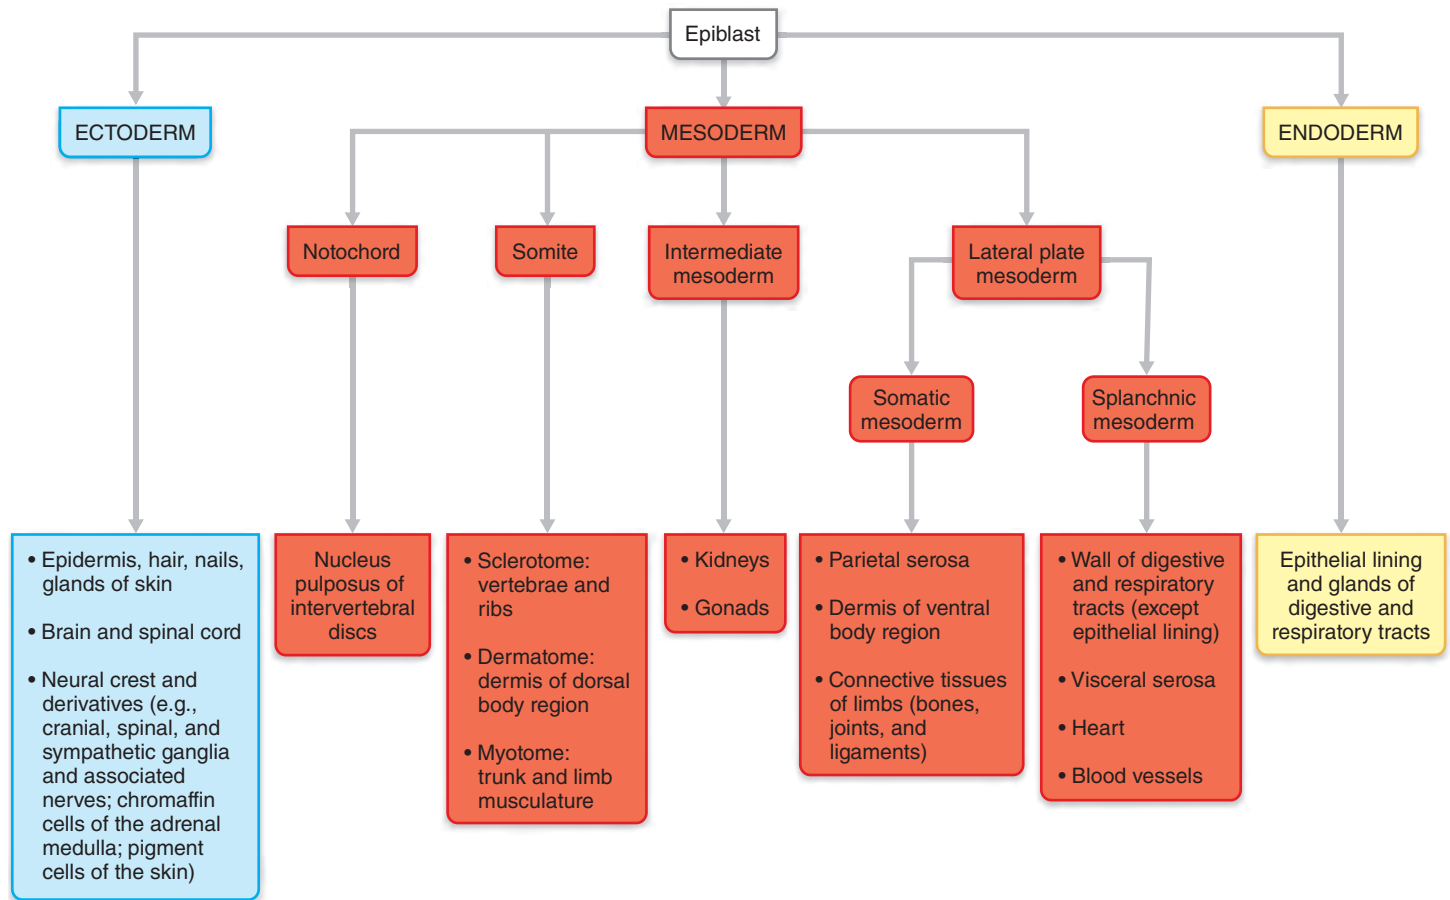 Epiblast
ECTODERM
MESODERM
ENDODERM
Notochord
Somite
Intermediate
mesoderm
Lateral plate
mesoderm
Somatic
mesoderm
Splanchnic
mesoderm
• Epidermis, hair, nails,
glands of skin
• Brain and spinal cord
• Neural crest and
derivatives (e.g.,
cranial, spinal, and
sympathetic ganglia
and associated
nerves; chromaffin
cells of the adrenal
medulla; pigment
cells of the skin)
Nucleus
pulposus of
intervertebral
discs
• Sclerotome:
vertebrae and
ribs
• Dermatome:
dermis of dorsal
body region
• Myotome:
trunk and limb
musculature
• Kidneys
• Gonads
• Parietal serosa
• Dermis of ventral
body region
• Connective tissues
of limbs (bones,
joints, and
ligaments)
• Wall of digestive
and respiratory
tracts (except
epithelial lining)
• Visceral serosa
• Heart
• Blood vessels
Epithelial lining
and glands of
digestive and
respiratory tracts